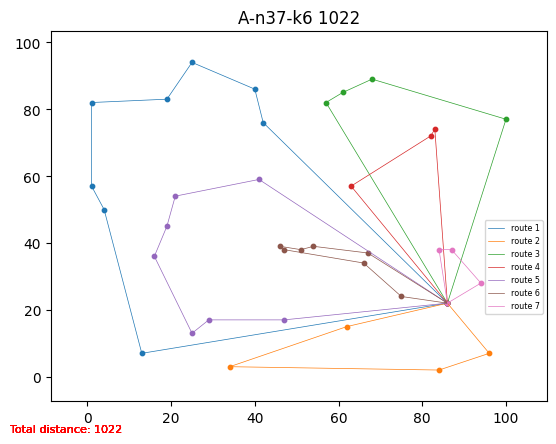 A-n37-k6 1022
100
80
60
40
20
0
0 20 40 60 80 100
route 1
route 2
route 3
route 4
route 5
route 6
route 7
Total distance: 1022